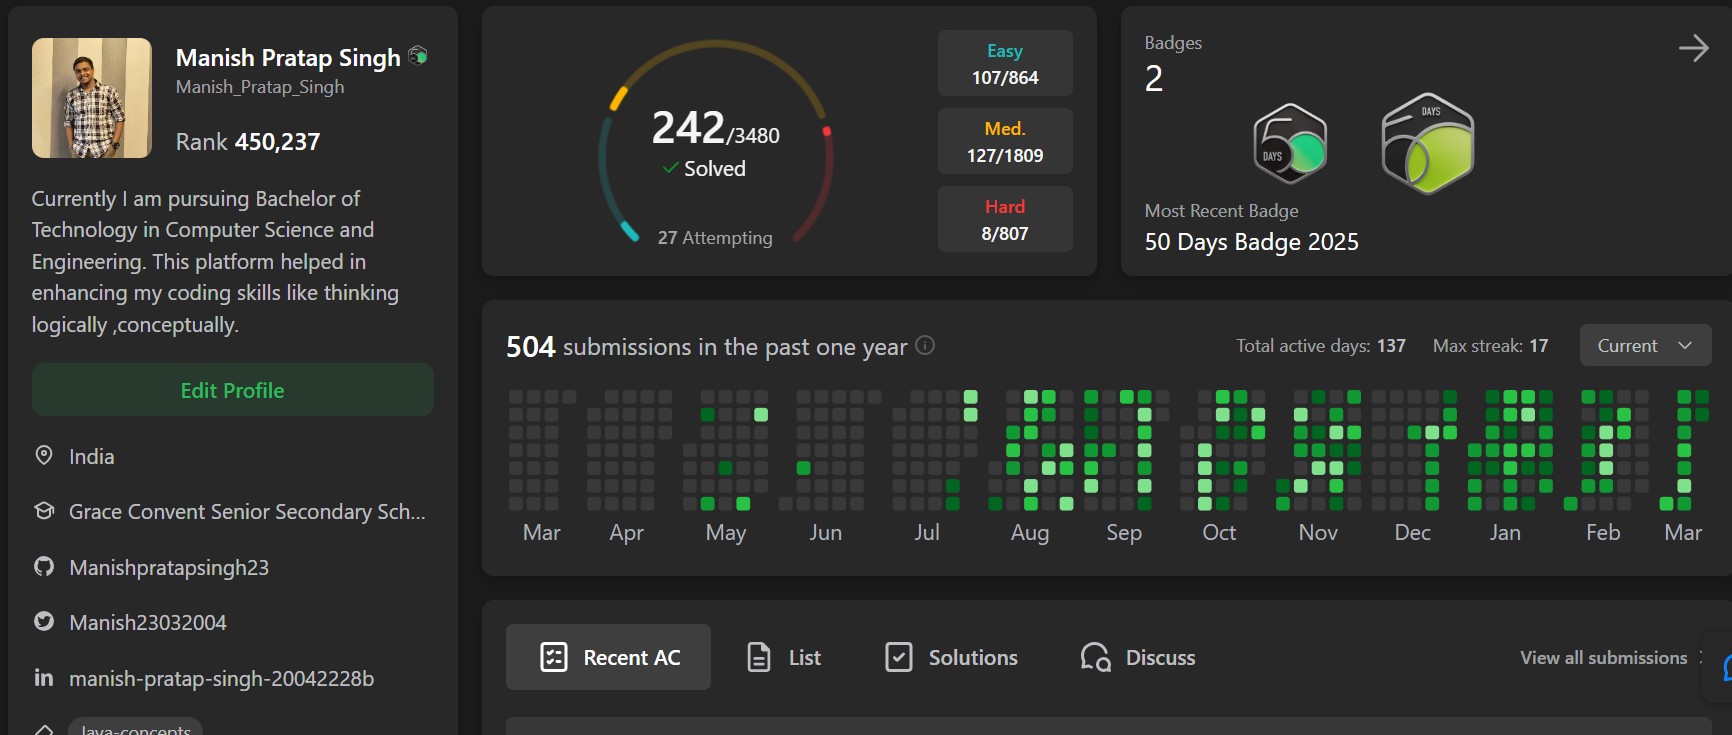 Manish Pratap Singh
Manish_Pratap_Singh
Rank 450,237
Currently I am pursuing Bachelor of
Technology in Computer Science and
Engineering. This platform helped in
enhancing my coding skills like thinking
logically ,conceptually.
Edit Profile
India
Grace Convent Senior Secondary Sch...
Manishpratapsingh23
Manish23032004
manish-pratap-singh-20042228b
Java-concepts
242/3480
Solved
27 Attempting
Easy
107/864
Med.
127/1809
Hard
8/807
Badges
2
50 DAYS
DAYS 50
Most Recent Badge
50 Days Badge 2025
504 submissions in the past one year
Total active days: 137
Max streak: 17
Current
Mar Apr May Jun Jul Aug Sep Oct Nov Dec Jan Feb Mar
Recent AC
List
Solutions
Discuss
View all submissions